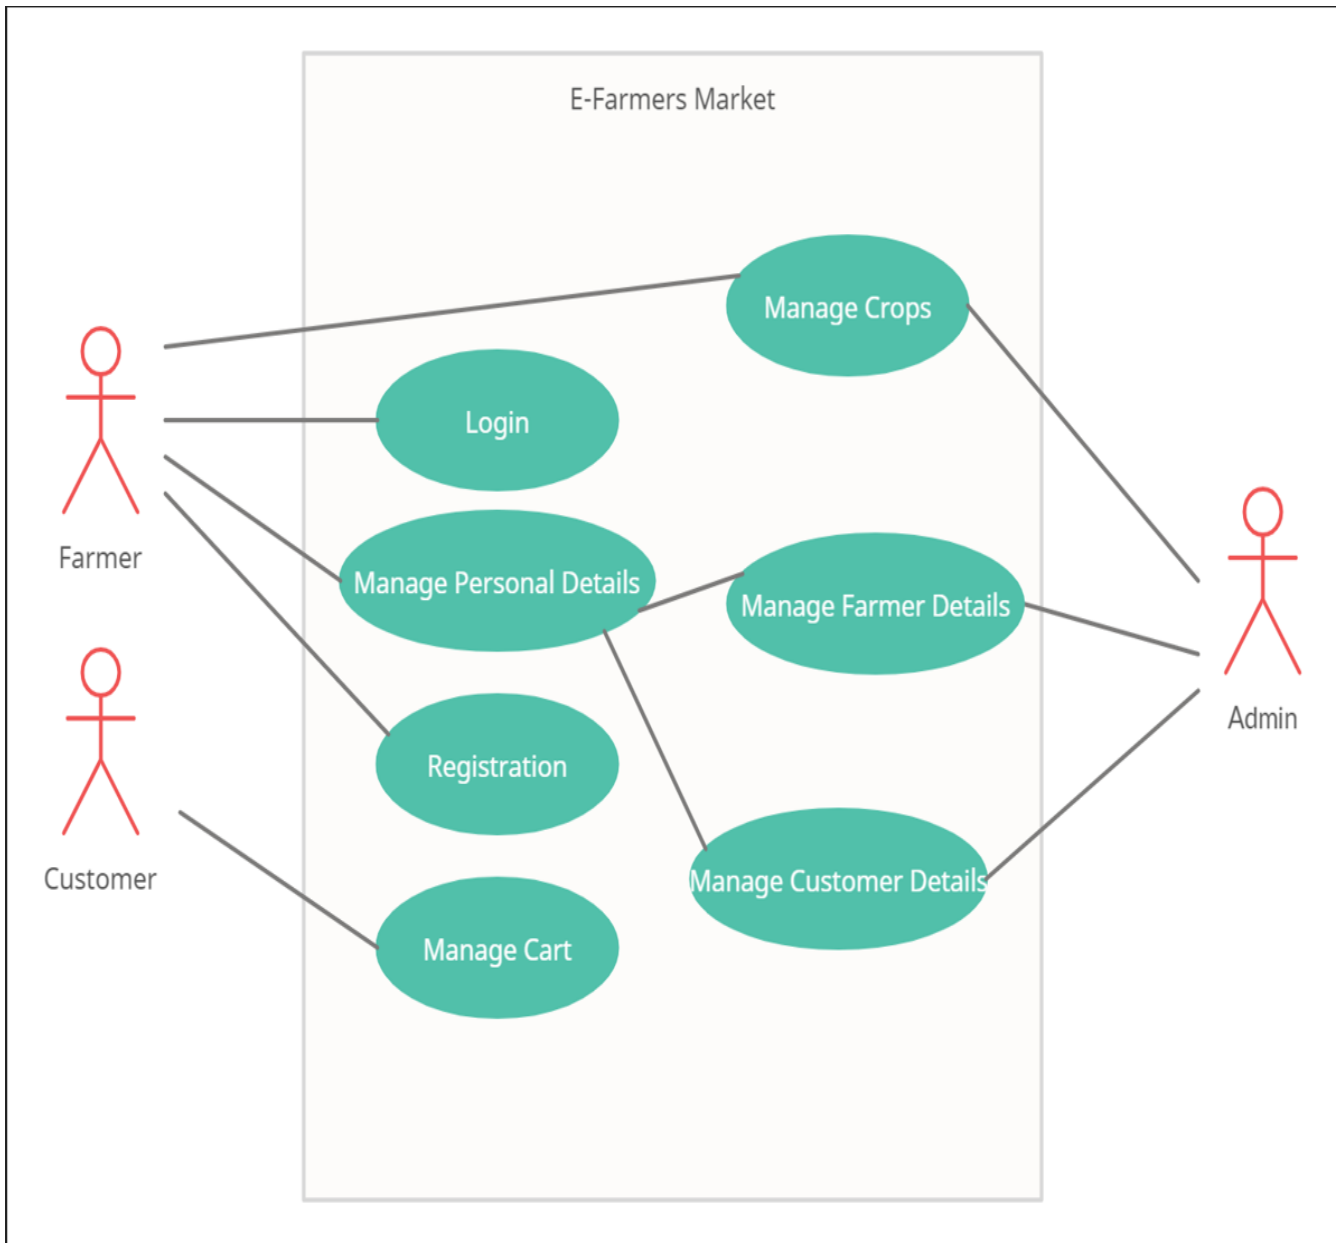 E-Farmers Market
Manage Crops
Login
Farmer
Manage Personal Details
Manage Farmer Details
Admin
Registration
Customer
Manage Customer Details
Manage Cart